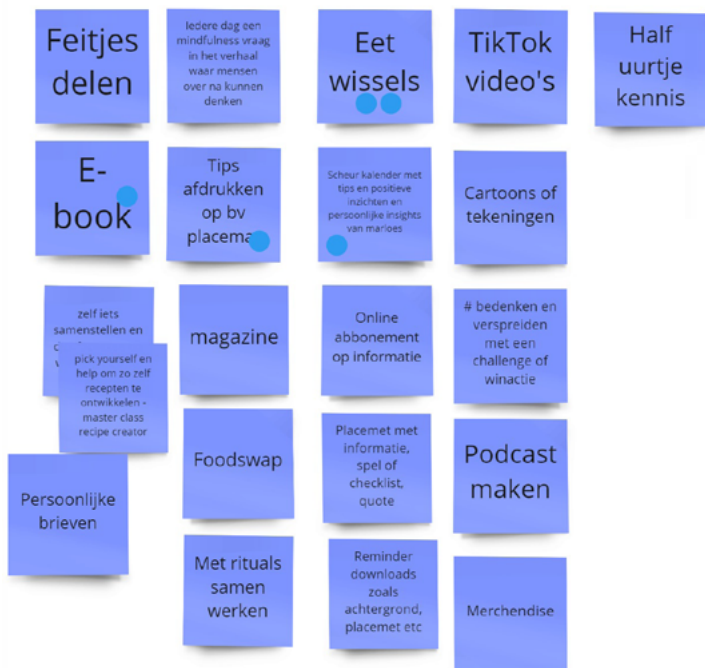 Feitjes
delen
Iedere dag een
mindfulness vraag
in het verhaal
waar mensen
over na kunnen
denken
Eet
wissels
TikTok
video's
Half
uurtje
kennis
E-
book
Tips
afdrukken
op bv
placema
Scheur kalender met
tips en positieve
inzichten en
persoonlijke insights
van marloes
Cartoons of
tekeningen
zelf iets
samenstellen en
pick yourself en
help om zo zelf
recepten te
ontwikkelen -
master class
recipe creator
magazine
Online
abbonement
op informatie
# bedenken en
verspreiden
met een
challenge of
winactie
Persoonlijke
brieven
Foodswap
Placemet met
informatie,
spel of
checklist,
quote
Podcast
maken
Met rituals
samen
werken
Reminder
downloads
zoals
achtergrond,
placemet etc
Merchendise